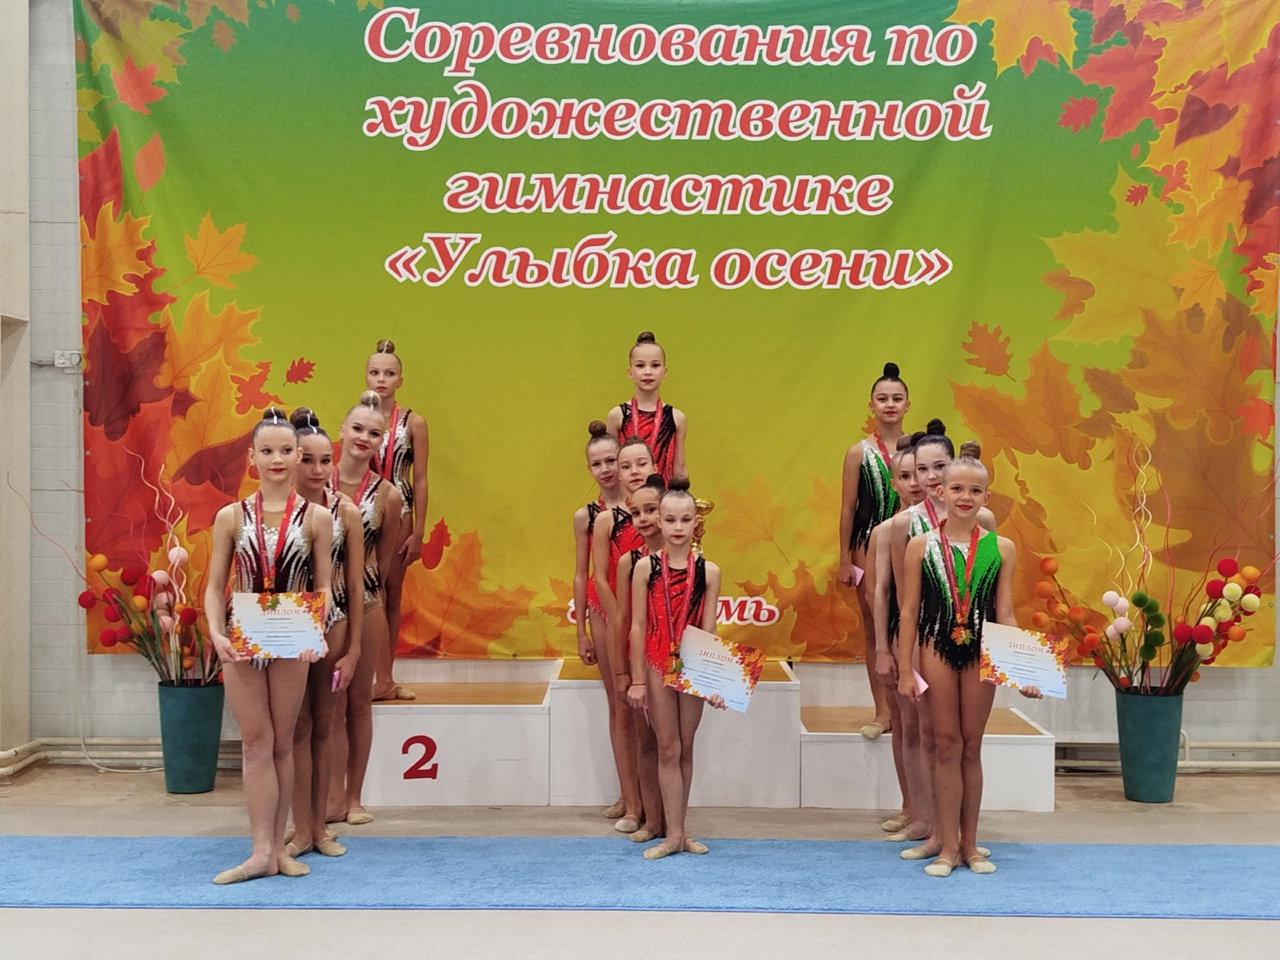 Соревнования по
художественной
гимнастике
«Улыбка осени»
2
ДИПЛОМ
ДИПЛОМ
ДИПЛОМ